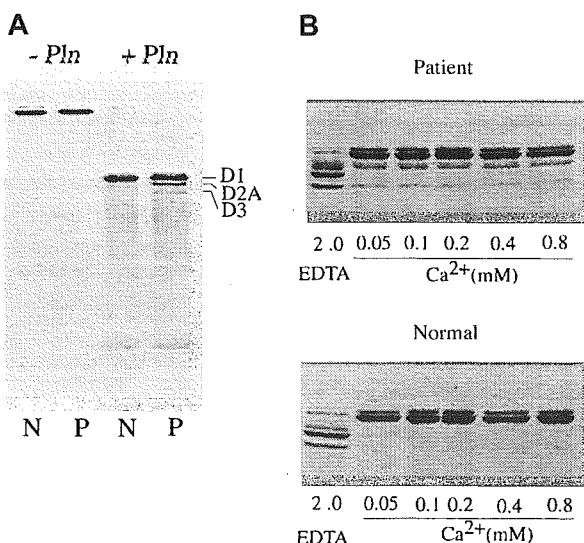 A
- Pln + Pln
D1
D2A
D3
N P N P
B
Patient
2.0 0.05 0.1 0.2 0.4 0.8
EDTA Ca2+(mM)
Normal
2.0 0.05 0.1 0.2 0.4 0.8
EDTA Ca2+(mM)